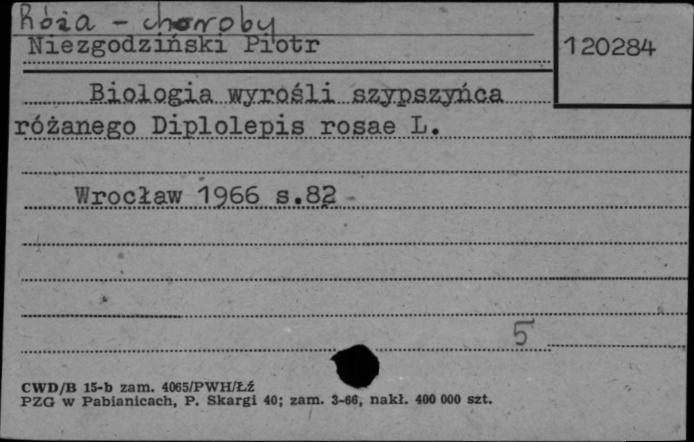 Róża - choroby
Niezgodziński Piotr
120284
Biologia wyrośli szypszyńca
różanego Diplolepis rosae L.
Wrocław 1966 s.82
5
CWD/B 15-b zam. 4065/PWH/Łź
PZG w Pabianicach, P. Skargi 40; zam. 3-66, nakł. 400 000 szt.